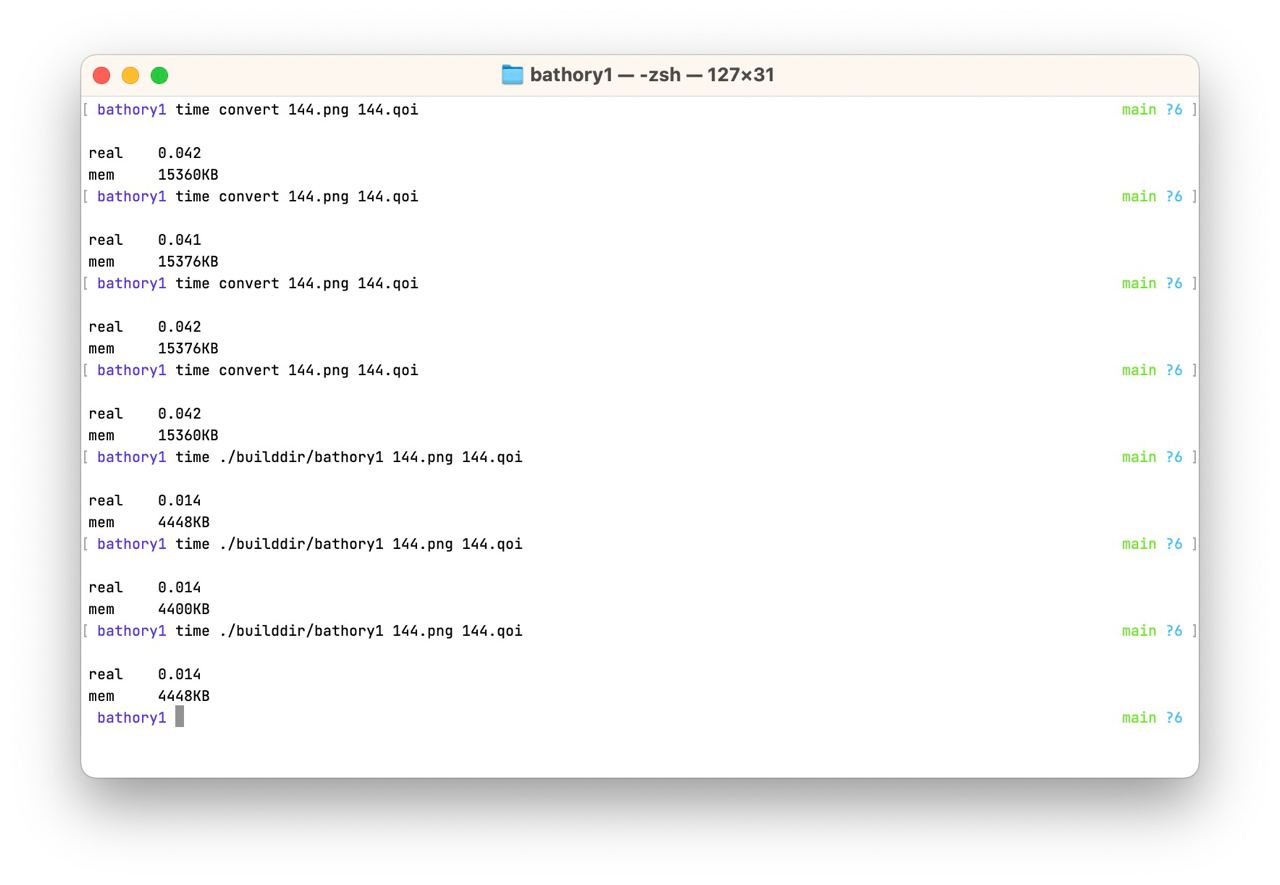 bathory1 — -zsh — 127×31
[ bathory1 time convert 144.png 144.qoi main ?6 ]
real 0.042
mem 15360KB
[ bathory1 time convert 144.png 144.qoi main ?6 ]
real 0.041
mem 15376KB
[ bathory1 time convert 144.png 144.qoi main ?6 ]
real 0.042
mem 15376KB
[ bathory1 time convert 144.png 144.qoi main ?6 ]
real 0.042
mem 15360KB
[ bathory1 time ./builddir/bathory1 144.png 144.qoi main ?6 ]
real 0.014
mem 4448KB
[ bathory1 time ./builddir/bathory1 144.png 144.qoi main ?6 ]
real 0.014
mem 4400KB
[ bathory1 time ./builddir/bathory1 144.png 144.qoi main ?6 ]
real 0.014
mem 4448KB
bathory1 main ?6